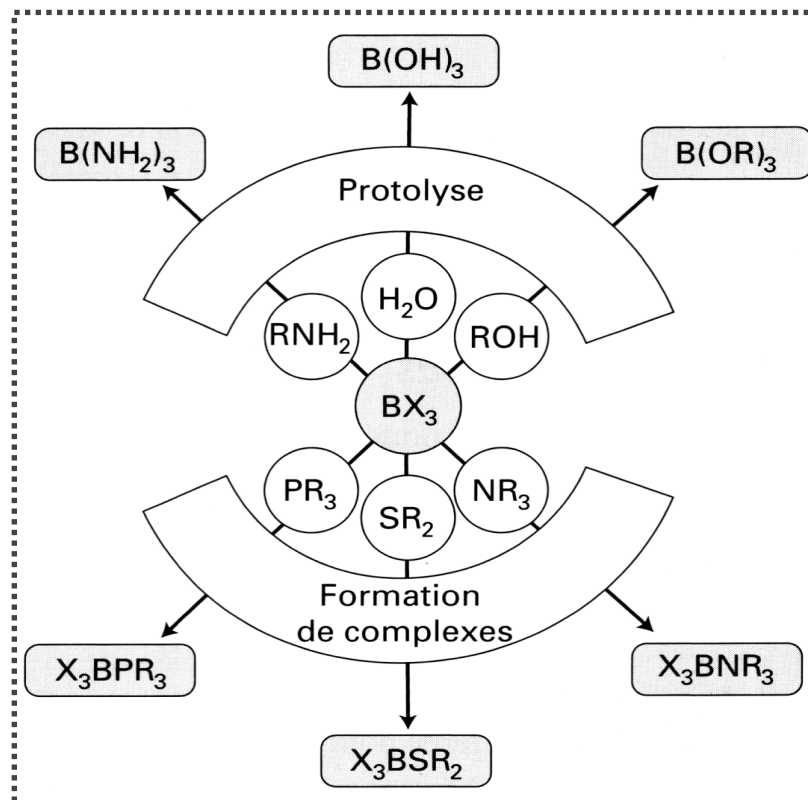 B(OH)₃
B(NH₂)₃
B(OR)₃
Protolyse
H₂O
RNH₂
ROH
BX₃
PR₃
SR₂
NR₃
Formation
de complexes
X₃BPR₃
X₃BNR₃
X₃BSR₂